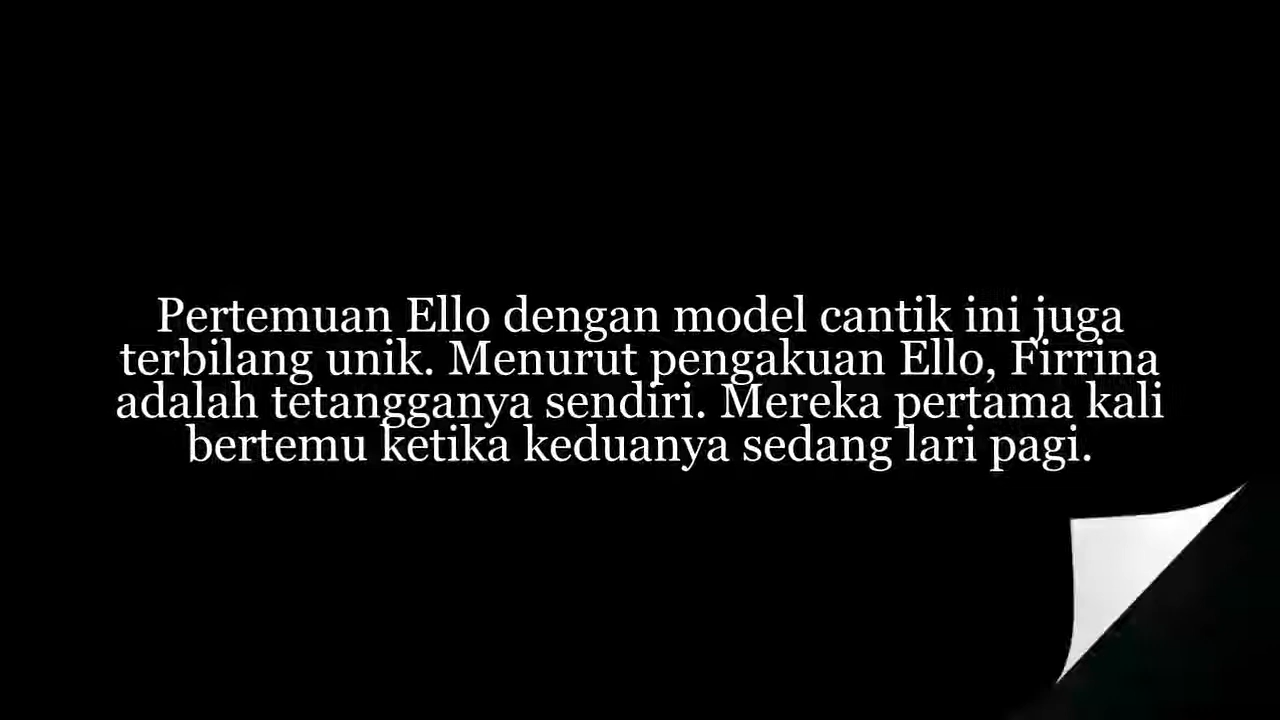 Pertemuan Ello dengan model cantik ini juga
terbilang unik. Menurut pengakuan Ello, Firrina
adalah tetangganya sendiri. Mereka pertama kali
bertemu ketika keduanya sedang lari pagi.